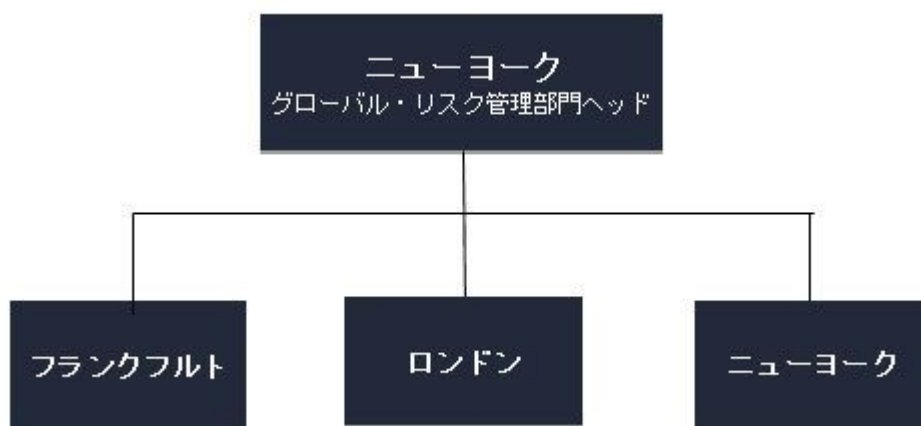 ニューヨーク
グローバル・リスク管理部門ヘッド
フランクフルト
ロンドン
ニューヨーク